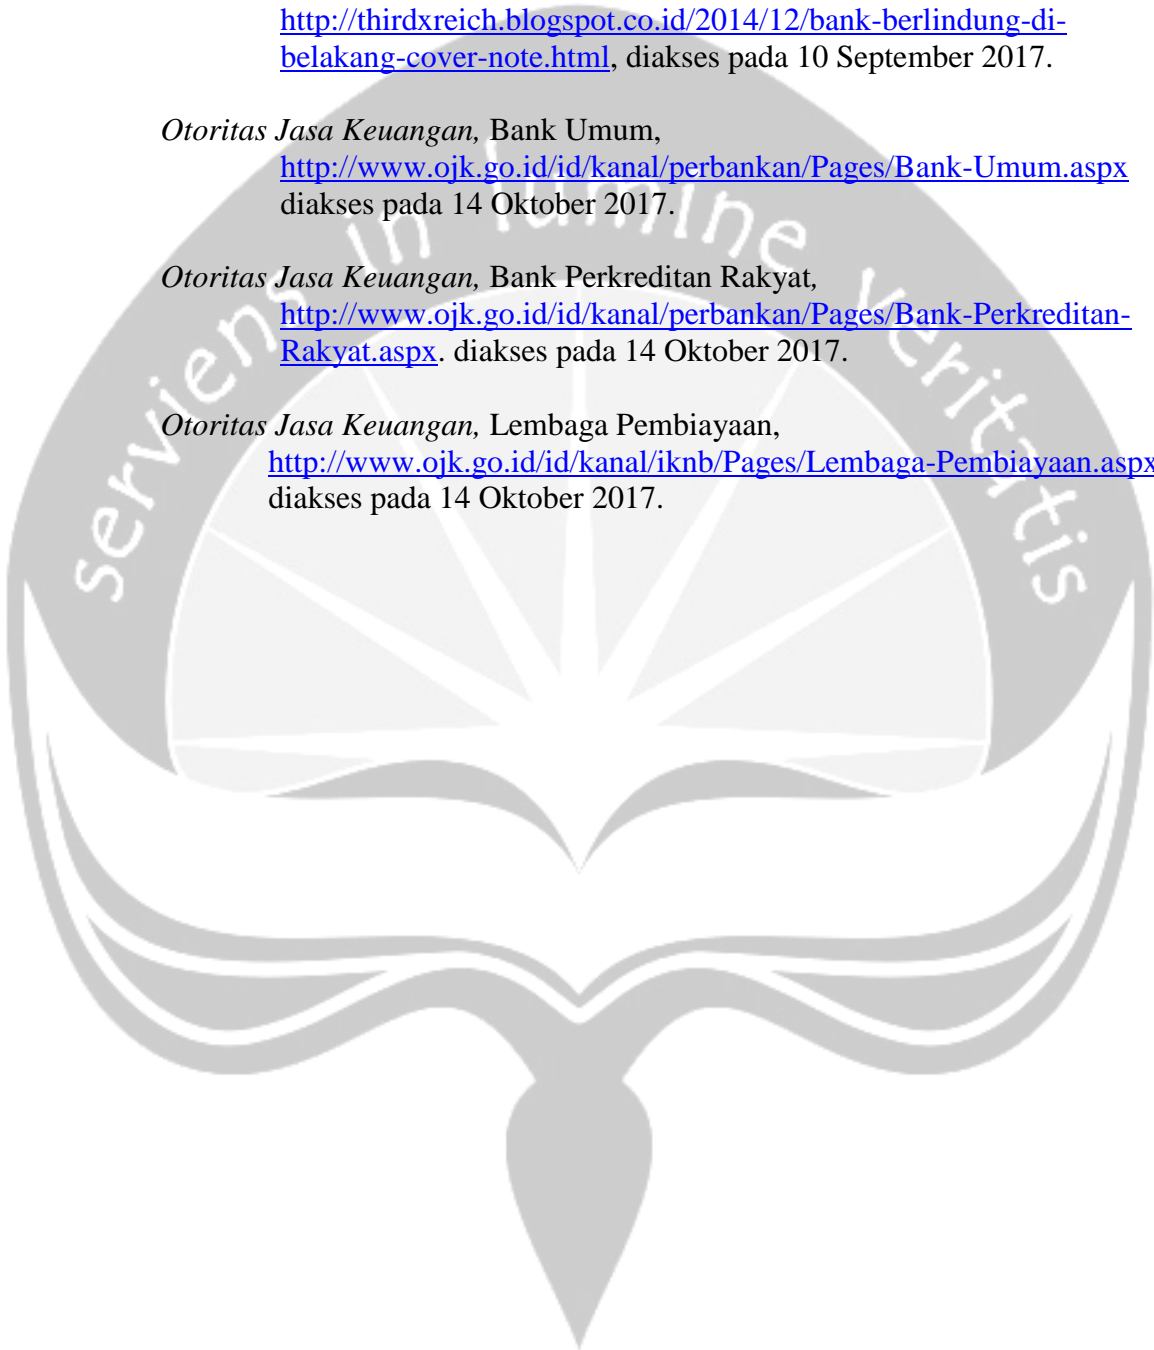 http://thirdxreich.blogspot.co.id/2014/12/bank-berlindung-di-
belakang-cover-note.html, diakses pada 10 September 2017.
Otoritas Jasa Keuangan, Bank Umum,
http://www.ojk.go.id/id/kanal/perbankan/Pages/Bank-Umum.aspx
diakses pada 14 Oktober 2017.
Otoritas Jasa Keuangan, Bank Perkreditan Rakyat,
http://www.ojk.go.id/id/kanal/perbankan/Pages/Bank-Perkreditan-
Rakyat.aspx. diakses pada 14 Oktober 2017.
Otoritas Jasa Keuangan, Lembaga Pembiayaan,
http://www.ojk.go.id/id/kanal/iknb/Pages/Lembaga-Pembiayaan.aspx
diakses pada 14 Oktober 2017.
serviens in lumine veritatis